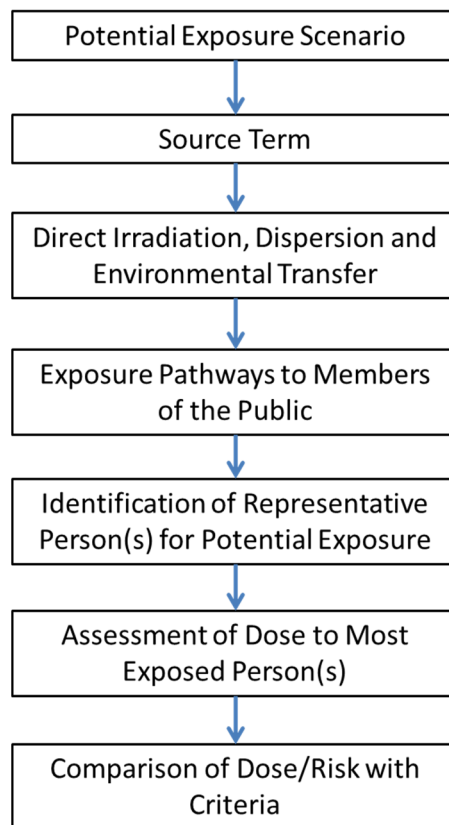 Potential Exposure Scenario
Source Term
Direct Irradiation, Dispersion and
Environmental Transfer
Exposure Pathways to Members
of the Public
Identification of Representative
Person(s) for Potential Exposure
Assessment of Dose to Most
Exposed Person(s)
Comparison of Dose/Risk with
Criteria